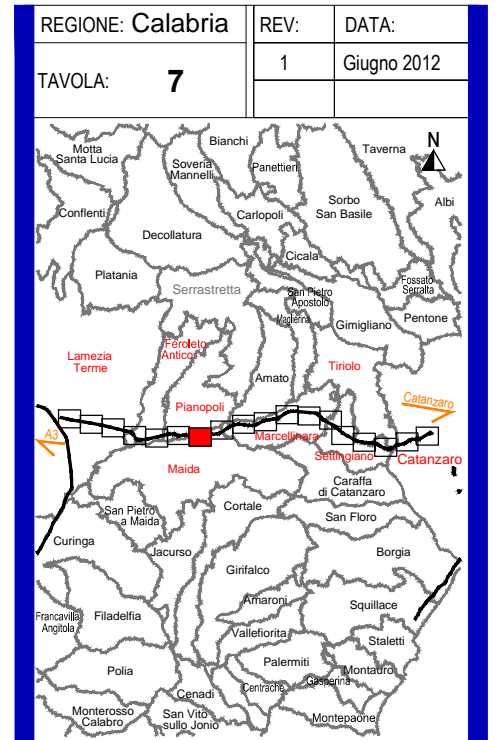 REGIONE: Calabria
REV:
DATA:
TAVOLA: 7
1
Giugno 2012
N
Motta
Santa Lucia
Bianchi
Taverna
Soveria
Mannelli
Panettieri
Conflenti
Carlopoli
Sorbo
San Basile
Albi
Decollatura
Cicala
Platania
Serrastretta
San Pietro
Apostolo
Fossato
Serralta
Maglierina
Gimigliano
Pentone
Lamezia
Terme
Feroleto
Antico
Amato
Tiriolo
Pianopoli
Catanzaro
A3
Marcellinara
Settingiano
Catanzaro
Maida
Caraffa
di Catanzaro
San Pietro
a Maida
Cortale
San Floro
Curinga
Jacurso
Girifalco
Borgia
Amaroni
Squillace
Francavilla
Angitola
Filadelfia
Vallefiorita
Staletti
Polia
Palermiti
Montauro
Cenadi
Centrache
Gasperina
Monterosso
Calabro
San Vito
sullo Jonio
Montepaone